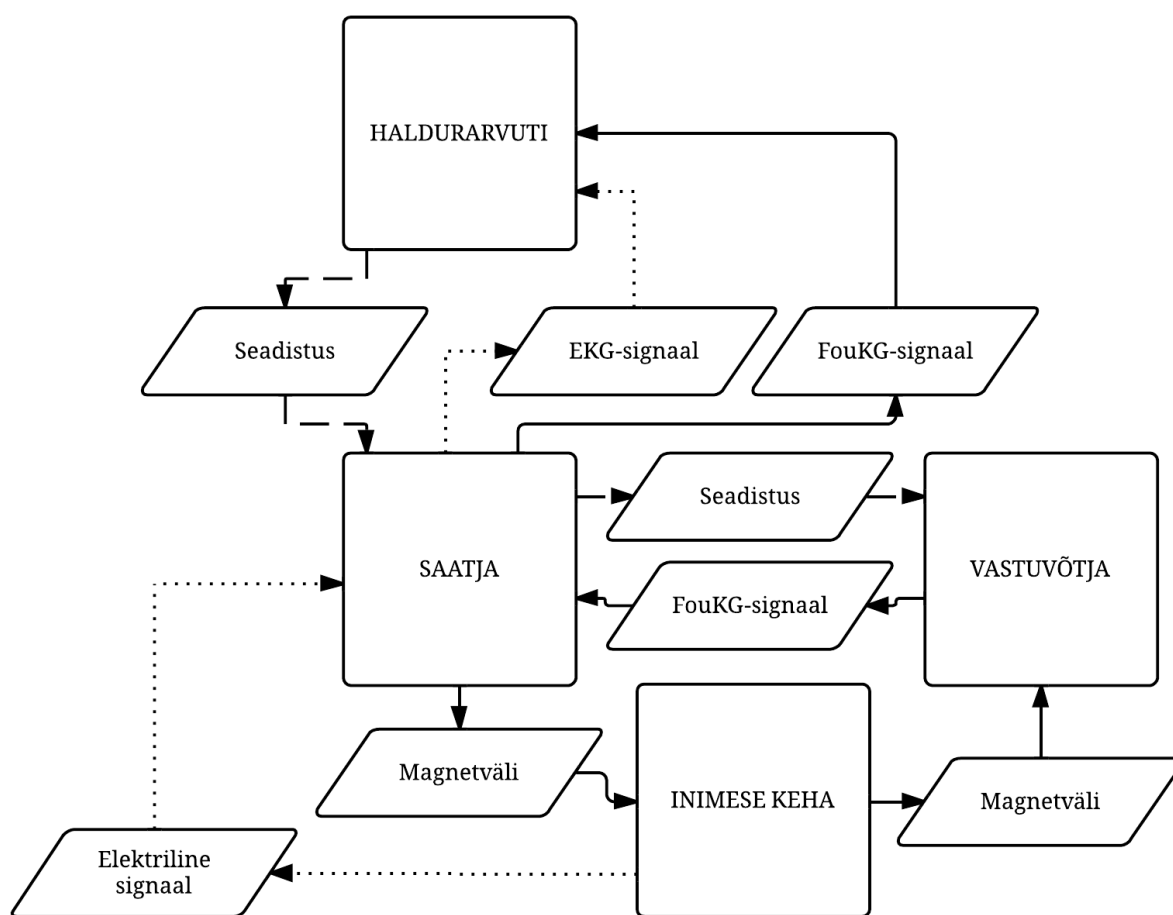 HALDURARVUTI
Seadistus
EKG-signaal
FouKG-signaal
SAATJA
Seadistus
VASTUVÕTJA
FouKG-signaal
Magnetväli
INIMESE KEHA
Magnetväli
Elektriline
signaal